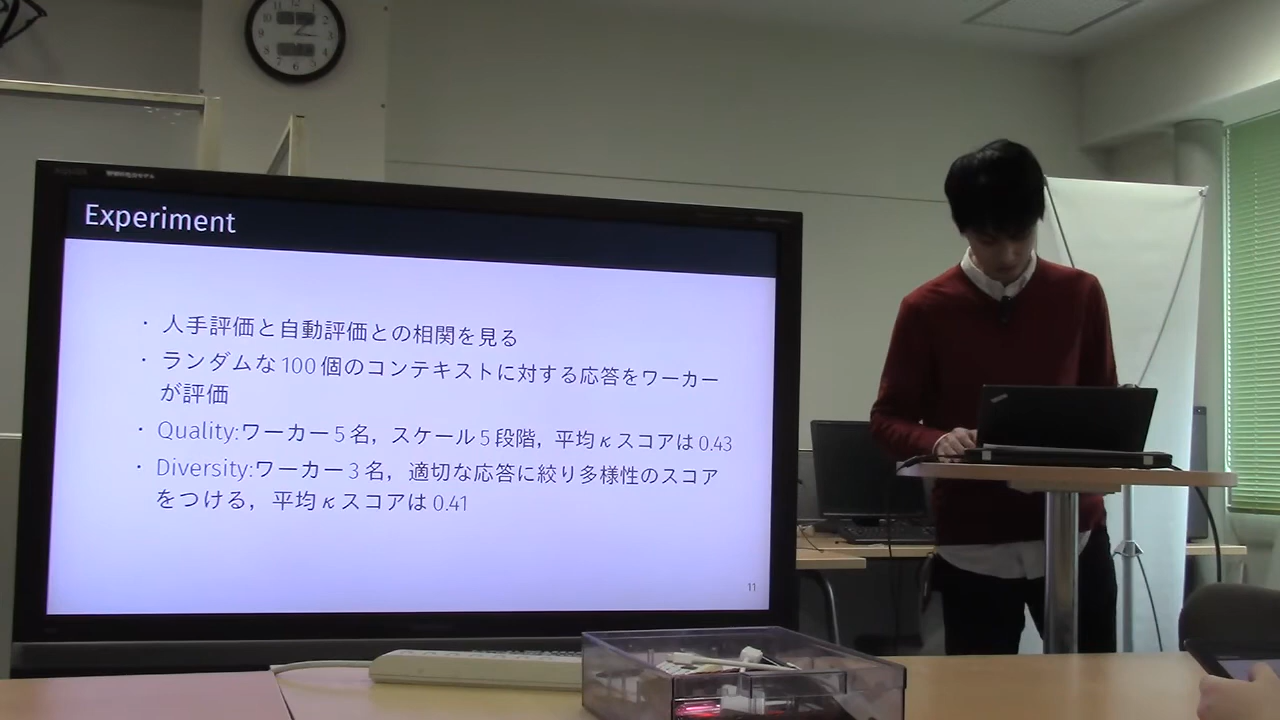 Experiment
・人手評価と自動評価との相関を見る
・ランダムな100個のコンテキストに対する応答をワーカー
が評価
・Quality:ワーカー5名，スケール5段階，平均κスコアは0.43
・Diversity:ワーカー3名，適切な応答に絞り多様性のスコア
をつける，平均κスコアは0.41
11